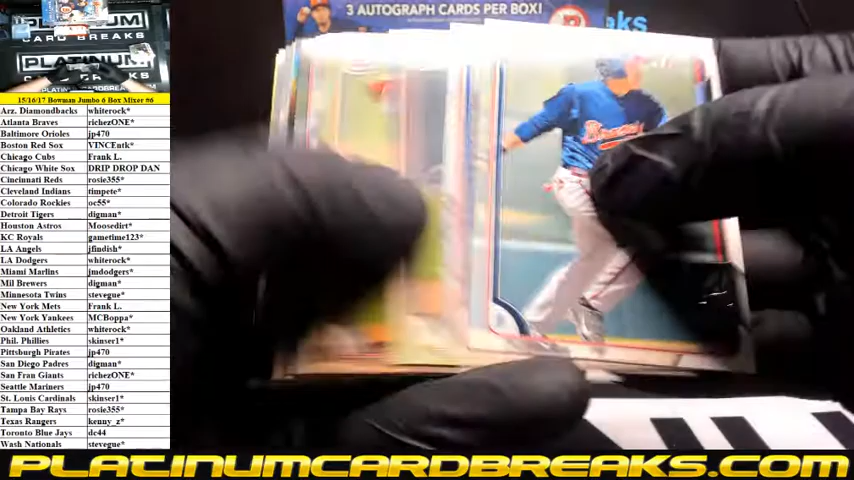 3 AUTOGRAPH CARDS PER BOX!
PLATINUM
CARD BREAKS
15/16/17 Bowman Jumbo 6 Box Mixer #6
Arz. Diamondbacks whiterock*
Atlanta Braves richezONE*
Baltimore Orioles jp470
Boston Red Sox VINCEntk*
Chicago Cubs Frank L.
Chicago White Sox DRIP DROP DAN
Cincinnati Reds rosie355*
Cleveland Indians timpete*
Colorado Rockies oc55*
Detroit Tigers digman*
Houston Astros Moosedirt*
KC Royals gametime123*
LA Angels jfindish*
LA Dodgers whiterock*
Miami Marlins jmdodgers*
Mil Brewers digman*
Minnesota Twins stevegue*
New York Mets Frank L.
New York Yankees MCBoppa*
Oakland Athletics whiterock*
Phil. Phillies skinser1*
Pittsburgh Pirates jp470
San Diego Padres digman*
San Fran Giants richezONE*
Seattle Mariners jp470
St. Louis Cardinals skinser1*
Tampa Bay Rays rosie355*
Texas Rangers kenny_z*
Toronto Blue Jays dc44
Wash Nationals stevegue*
PLATINUMCARDBREAKS.COM